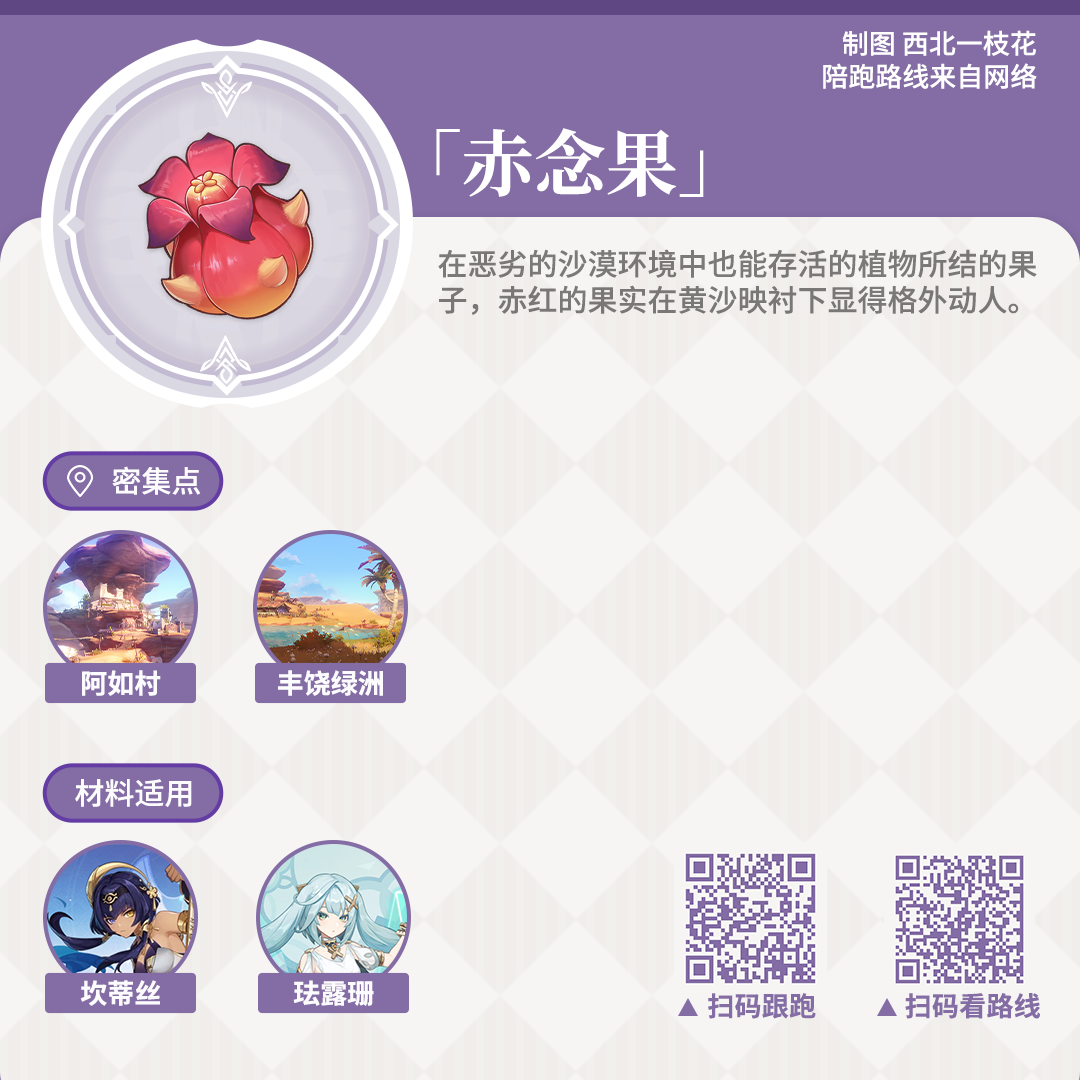 制图 西北一枝花
陪跑路线来自网络
「赤念果」
在恶劣的沙漠环境中也能存活的植物所结的果
子，赤红的果实在黄沙映衬下显得格外动人。
密集点
阿如村
丰饶绿洲
材料适用
坎蒂丝
珐露珊
▲ 扫码跟跑
▲ 扫码看路线